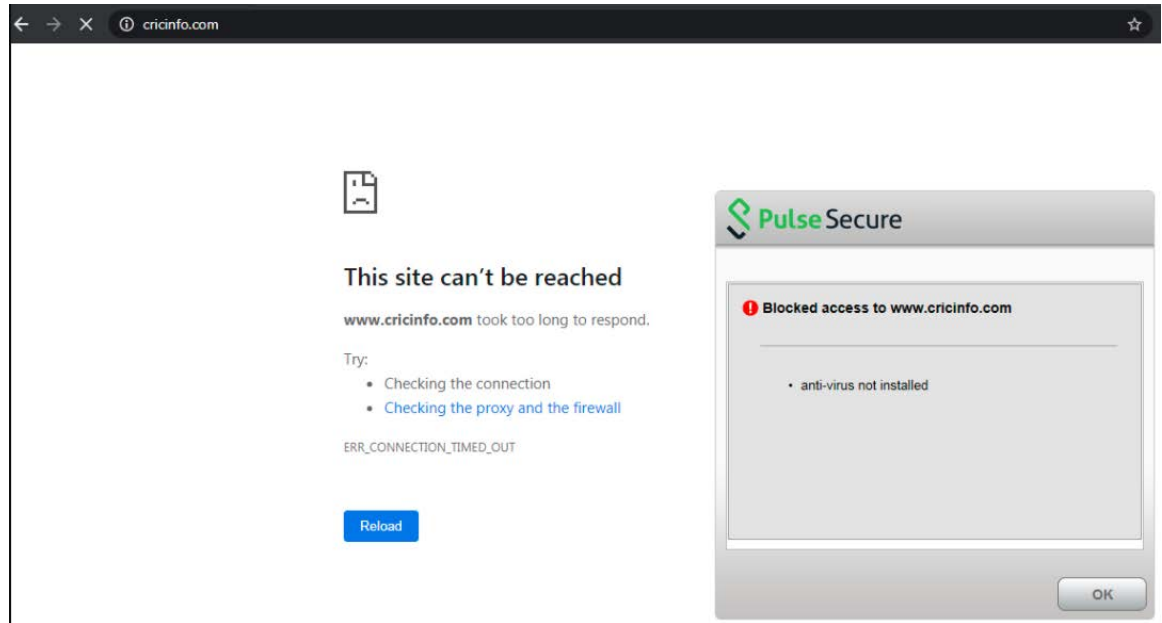 cricinfo.com
This site can't be reached
www.cricinfo.com took too long to respond.
Try:
• Checking the connection
• Checking the proxy and the firewall
ERR_CONNECTION_TIMED_OUT
Reload
Pulse Secure
Blocked access to www.cricinfo.com
• anti-virus not installed
OK